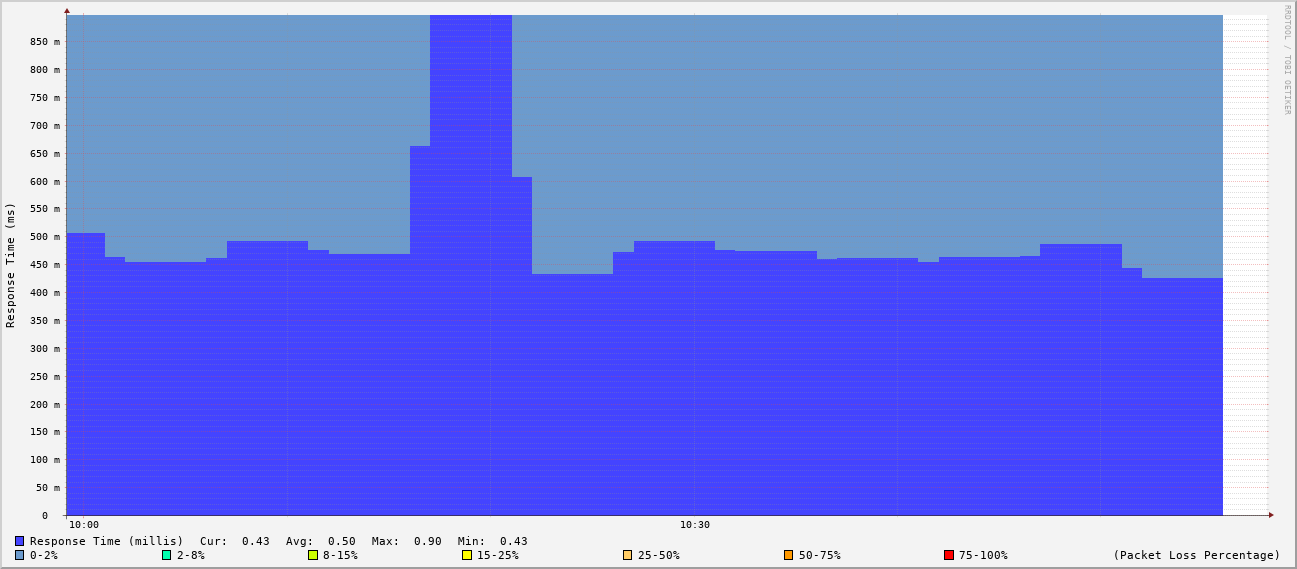 RRDTOOL / TOBI OETIKER
Response Time (ms)
850 m
800 m
750 m
700 m
650 m
600 m
550 m
500 m
450 m
400 m
350 m
300 m
250 m
200 m
150 m
100 m
50 m
0
10:00 10:30
Response Time (millis) Cur: 0.43 Avg: 0.50 Max: 0.90 Min: 0.43
0-2% 2-8% 8-15% 15-25% 25-50% 50-75% 75-100% (Packet Loss Percentage)